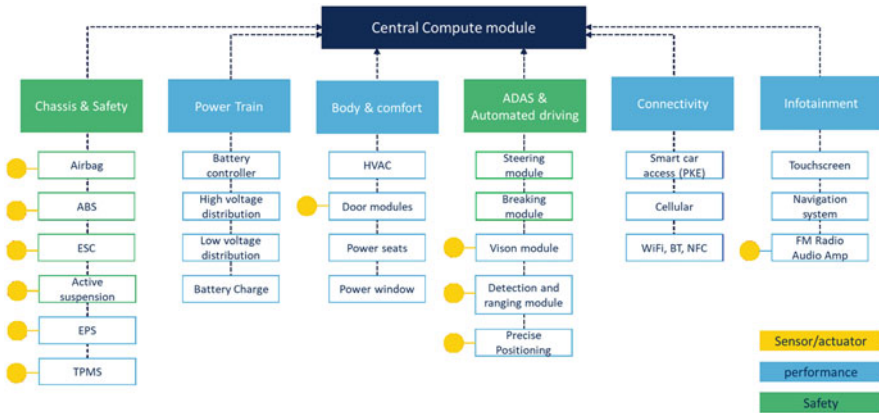 Central Compute module
Chassis & Safety
Power Train
Body & comfort
ADAS &
Automated driving
Connectivity
Infotainment
Airbag
ABS
ESC
Active
suspension
EPS
TPMS
Battery
controller
High voltage
distribution
Low voltage
distribution
Battery Charge
HVAC
Door modules
Power seats
Power window
Steering
module
Breaking
module
Vison module
Detection and
ranging module
Precise
Positioning
Smart car
access (PKE)
Cellular
WiFi, BT, NFC
Touchscreen
Navigation
system
FM Radio
Audio Amp
Sensor/actuator
performance
Safety